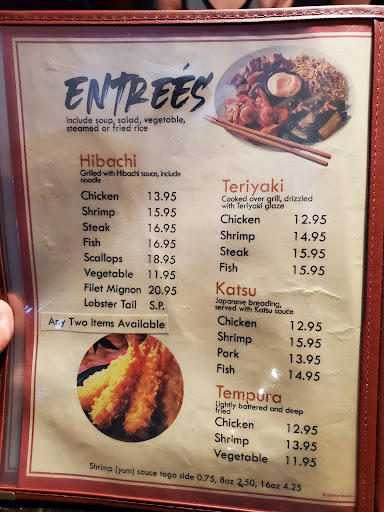 ENTREÉS
include soup, salad, vegetable,
steamed or fried rice
Hibachi
Grilled with Hibachi sauce, include
noodle
Chicken 13.95
Shrimp 15.95
Steak 16.95
Fish 16.95
Scallops 18.95
Vegetable 11.95
Filet Mignon 20.95
Lobster Tail S.P.
Any Two Items Available
Teriyaki
Cooked over grill, drizzled
with Teriyaki glaze
Chicken 12.95
Shrimp 14.95
Steak 15.95
Fish 15.95
Katsu
Japanese breading,
served with Katsu sauce
Chicken 12.95
Shrimp 15.95
Pork 13.95
Fish 14.95
Tempura
Lightly battered and deep
fried
Chicken 12.95
Shrimp 13.95
Vegetable 11.95
Shrimp (yum) sauce togo side 0.75, 8oz 2.50, 16oz 4.25